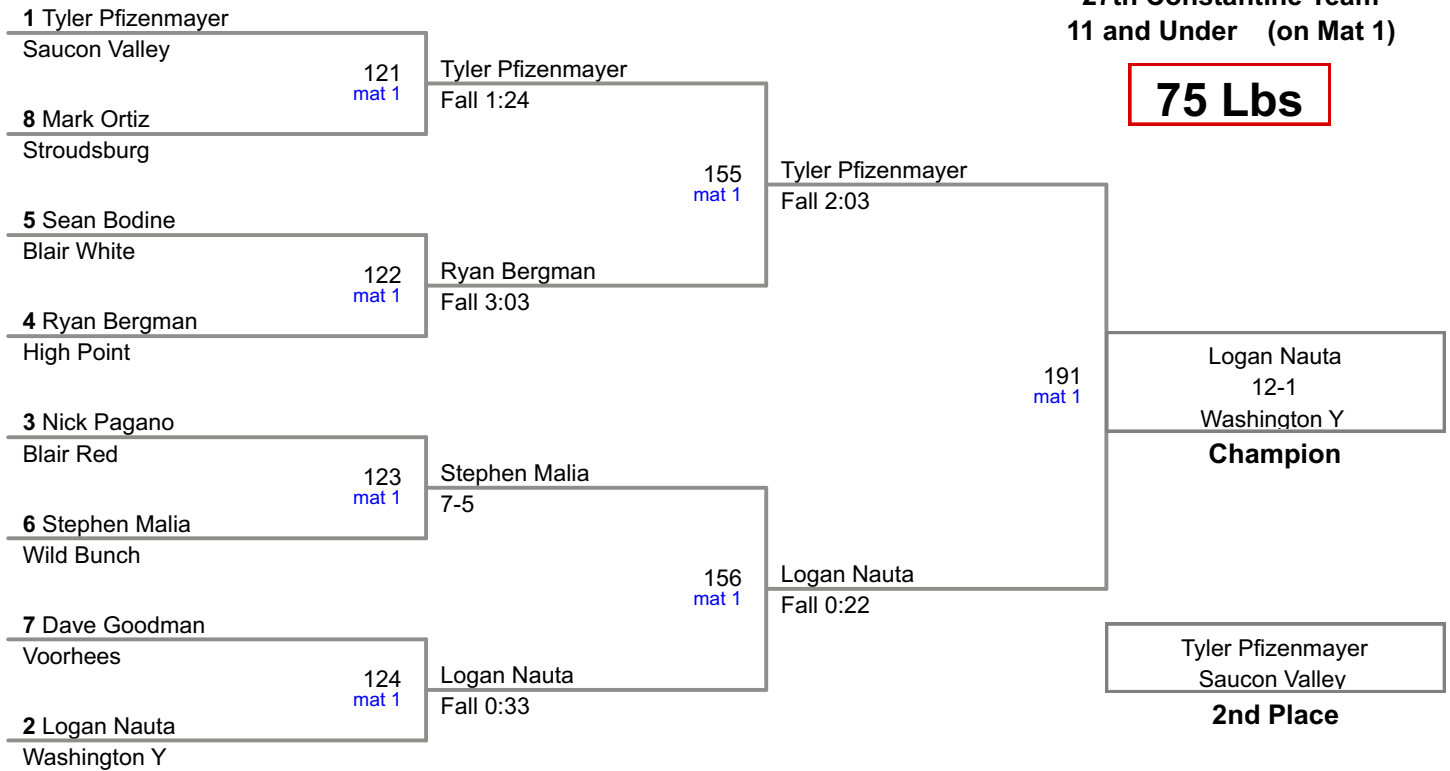 27th Constantine Team
11 and Under (on Mat 1)
75 Lbs
1 Tyler Pfizenmayer
Saucon Valley
121
mat 1
8 Mark Ortiz
Stroudsburg
Tyler Pfizenmayer
Fall 1:24
5 Sean Bodine
Blair White
122
mat 1
4 Ryan Bergman
High Point
Ryan Bergman
Fall 3:03
155
mat 1
Tyler Pfizenmayer
Fall 2:03
3 Nick Pagano
Blair Red
123
mat 1
6 Stephen Malia
Wild Bunch
Stephen Malia
7-5
7 Dave Goodman
Voorhees
124
mat 1
2 Logan Nauta
Washington Y
Logan Nauta
Fall 0:33
156
mat 1
Logan Nauta
Fall 0:22
191
mat 1
Logan Nauta
12-1
Washington Y
Champion
Tyler Pfizenmayer
Saucon Valley
2nd Place